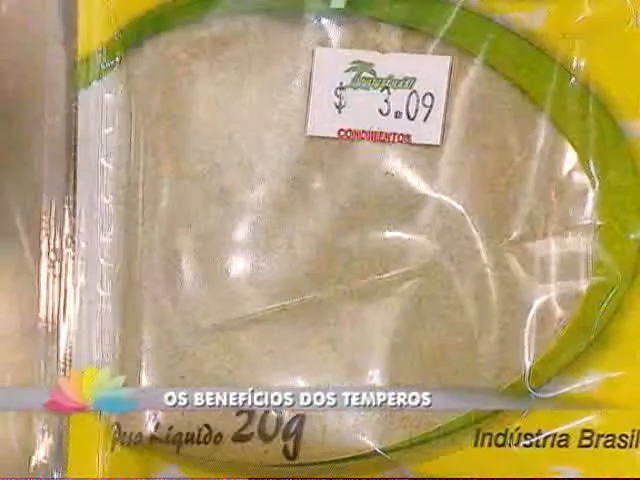 $ 3.09
CONDIMENTOS
OS BENEFÍCIOS DOS TEMPEROS
Peso Líquido 20g
Indústria Brasil